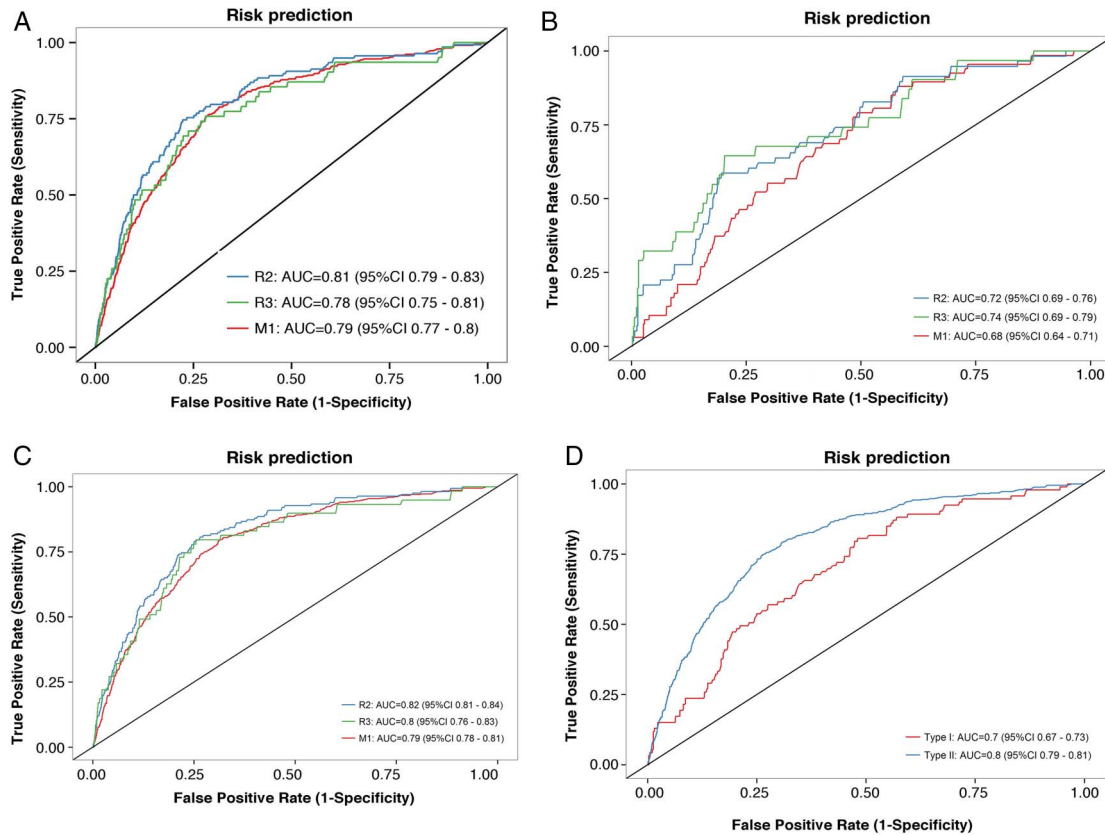 A
Risk prediction
True Positive Rate (Sensitivity)
1.00
0.75
0.50
0.25
0.00
R2: AUC=0.81 (95%CI 0.79 - 0.83)
R3: AUC=0.78 (95%CI 0.75 - 0.81)
M1: AUC=0.79 (95%CI 0.77 - 0.8)
0.00 0.25 0.50 0.75 1.00
False Positive Rate (1-Specificity)
B
Risk prediction
True Positive Rate (Sensitivity)
1.00
0.75
0.50
0.25
0.00
R2: AUC=0.72 (95%CI 0.69 - 0.76)
R3: AUC=0.74 (95%CI 0.69 - 0.79)
M1: AUC=0.68 (95%CI 0.64 - 0.71)
0.00 0.25 0.50 0.75 1.00
False Positive Rate (1-Specificity)
C
Risk prediction
True Positive Rate (Sensitivity)
1.00
0.75
0.50
0.25
0.00
R2: AUC=0.82 (95%CI 0.81 - 0.84)
R3: AUC=0.8 (95%CI 0.76 - 0.83)
M1: AUC=0.79 (95%CI 0.78 - 0.81)
0.00 0.25 0.50 0.75 1.00
False Positive Rate (1-Specificity)
D
Risk prediction
True Positive Rate (Sensitivity)
1.00
0.75
0.50
0.25
0.00
Type I: AUC=0.7 (95%CI 0.67 - 0.73)
Type II: AUC=0.8 (95%CI 0.79 - 0.81)
0.00 0.25 0.50 0.75 1.00
False Positive Rate (1-Specificity)